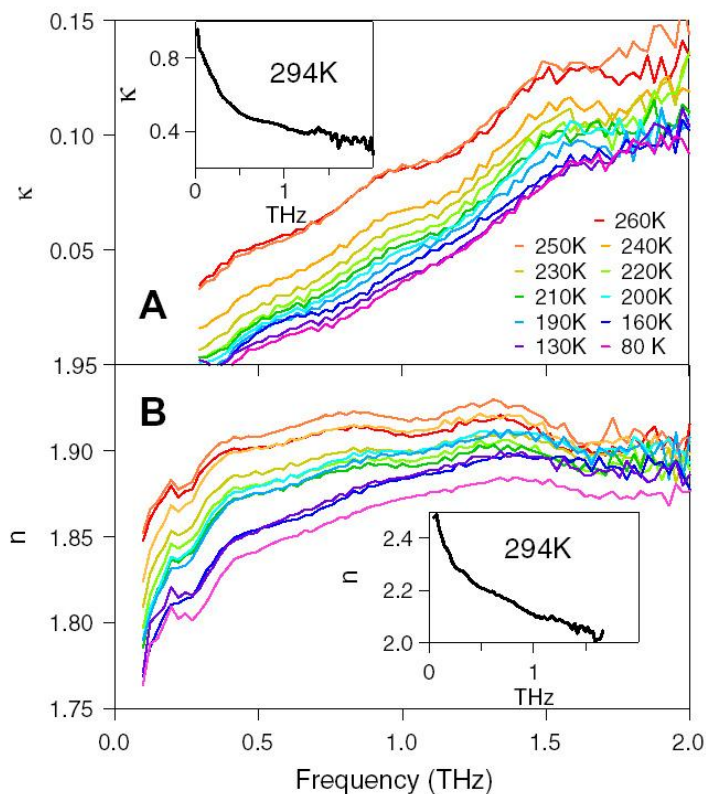 0.15
0.8
κ
294K
0.4
0.10
0 1
THz
κ
260K
0.05
250K 240K
230K 220K
210K 200K
190K 160K
130K 80 K
A
1.95
B
1.90
n
1.85
294K
2.4
n
2.2
2.0
0 1
THz
1.80
1.75
0.0 0.5 1.0 1.5 2.0
Frequency (THz)